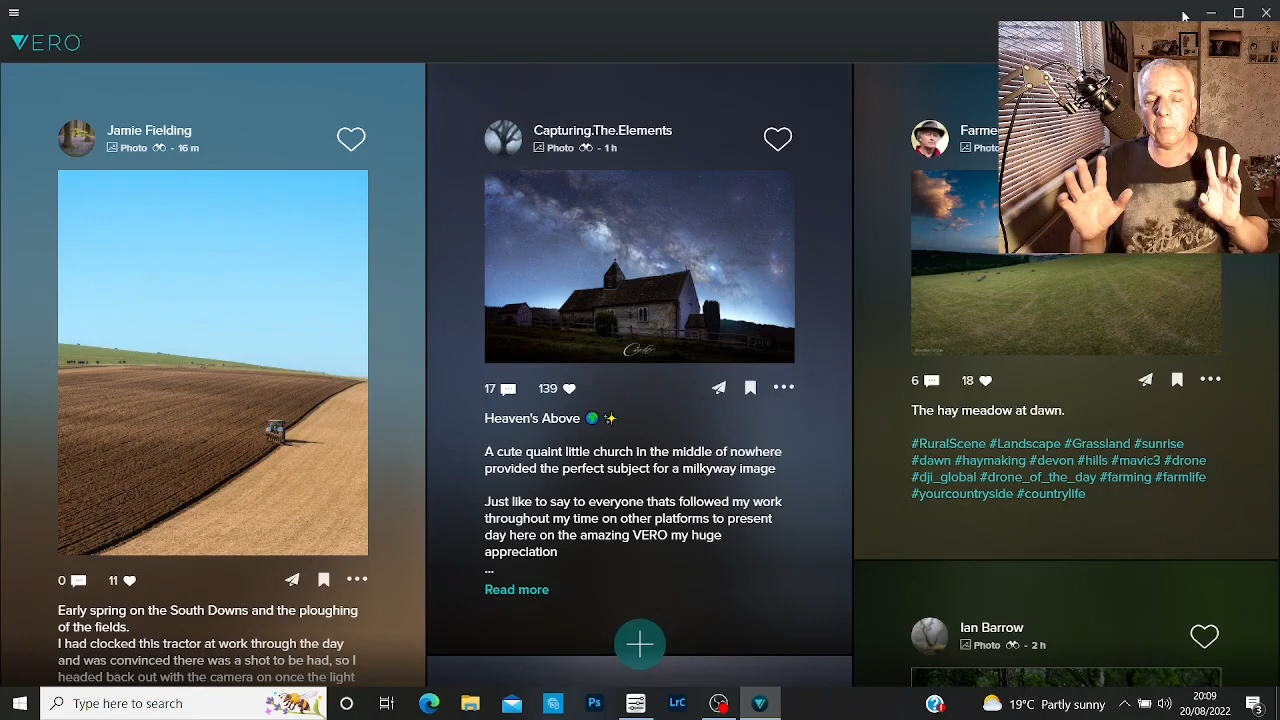 VERO
Jamie Fielding
Photo - 16 m
0 11
Early spring on the South Downs and the ploughing
of the fields.
I had clocked this tractor at work through the day
and was convinced there was a shot to be had, so I
headed back out with the camera on once the light
Capturing.The.Elements
Photo - 1 h
17 139
Heaven's Above
A cute quaint little church in the middle of nowhere
provided the perfect subject for a milkyway image
Just like to say to everyone thats followed my work
throughout my time on other platforms to present
day here on the amazing VERO my huge
appreciation
...
Read more
Farme
Photo
6 18
The hay meadow at dawn.
#RuralScene #Landscape #Grassland #sunrise
#dawn #haymaking #devon #hills #mavic3 #drone
#dji_global #drone_of_the_day #farming #farmlife
#yourcountryside #countrylife
Ian Barrow
Photo - 2 h
Type here to search
Ps
LrC
19°C Partly sunny
20:09
20/08/2022
3